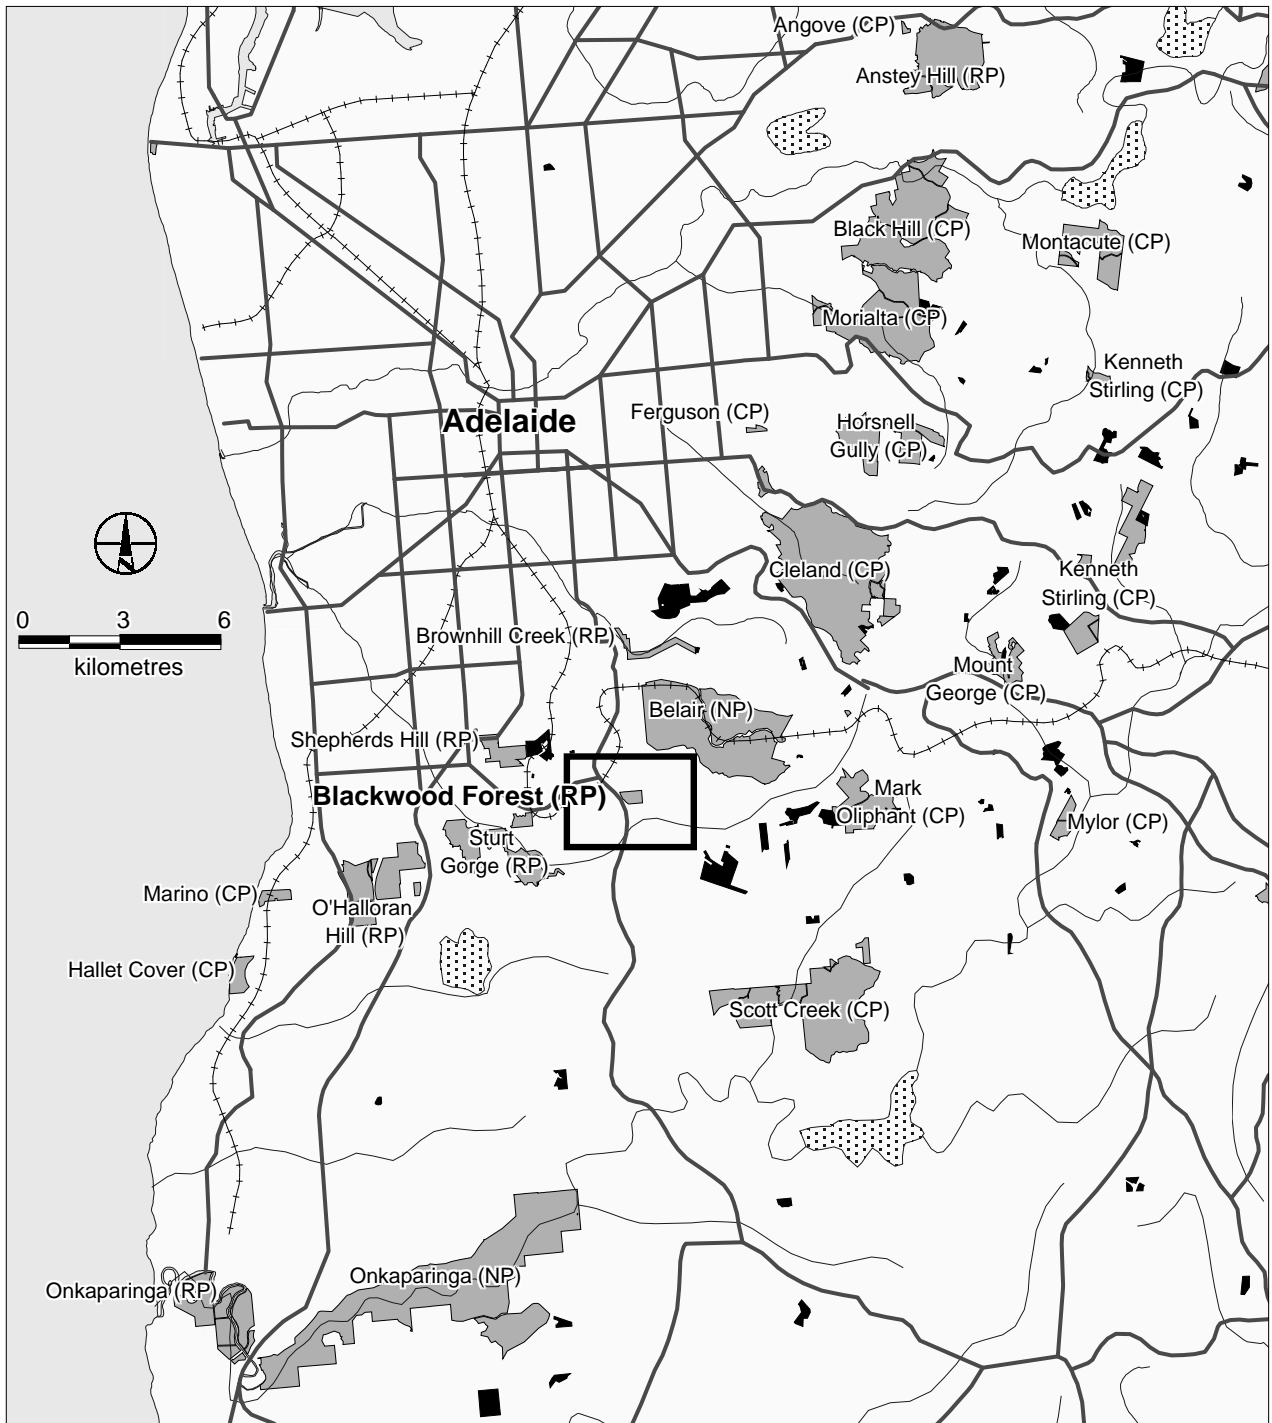 Angove (CP)
Anstey Hill (RP)
Black Hill (CP)
Montacute (CP)
Morialta (CP)
Kenneth
Stirling (CP)
Adelaide
Ferguson (CP)
Horsnell
Gully (CP)
N
Cleland (CP)
Kenneth
Stirling (CP)
0
3
6
kilometres
Brownhill Creek (RP)
Mount
George (CP)
Belair (NP)
Shepherds Hill (RP)
Blackwood Forest (RP)
Mark
Oliphant (CP)
Mylor (CP)
Sturt
Gorge (RP)
Marino (CP)
O'Halloran
Hill (RP)
Hallet Cover (CP)
Scott Creek (CP)
Onkaparinga (RP)
Onkaparinga (NP)